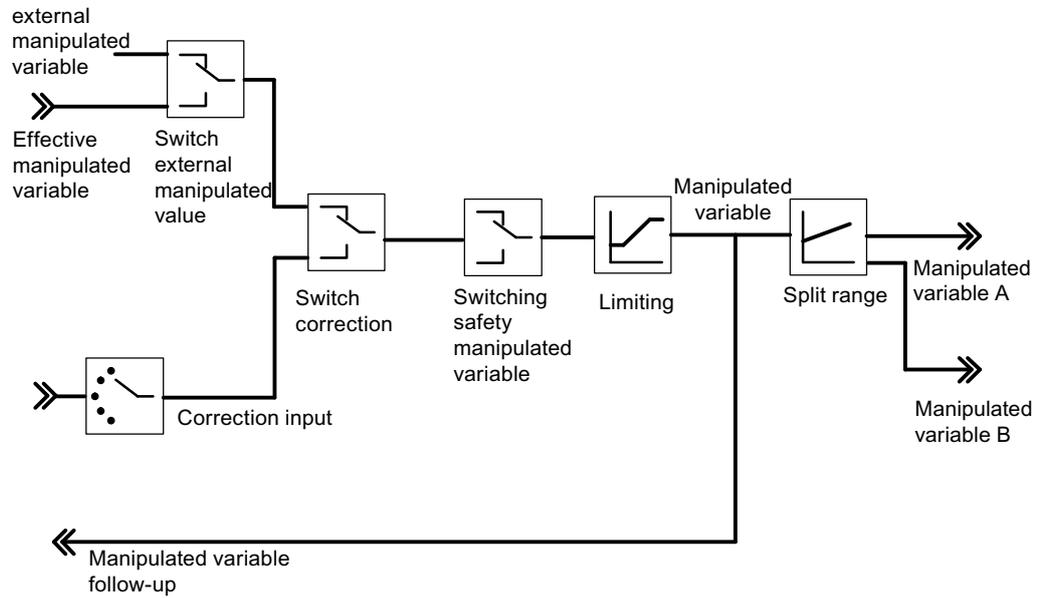 external
manipulated
variable
Effective
manipulated
variable
Switch
external
manipulated
value
Switch
correction
Switching
safety
manipulated
variable
Limiting
Manipulated
variable
Split range
Manipulated
variable A
Manipulated
variable B
Correction input
Manipulated variable
follow-up